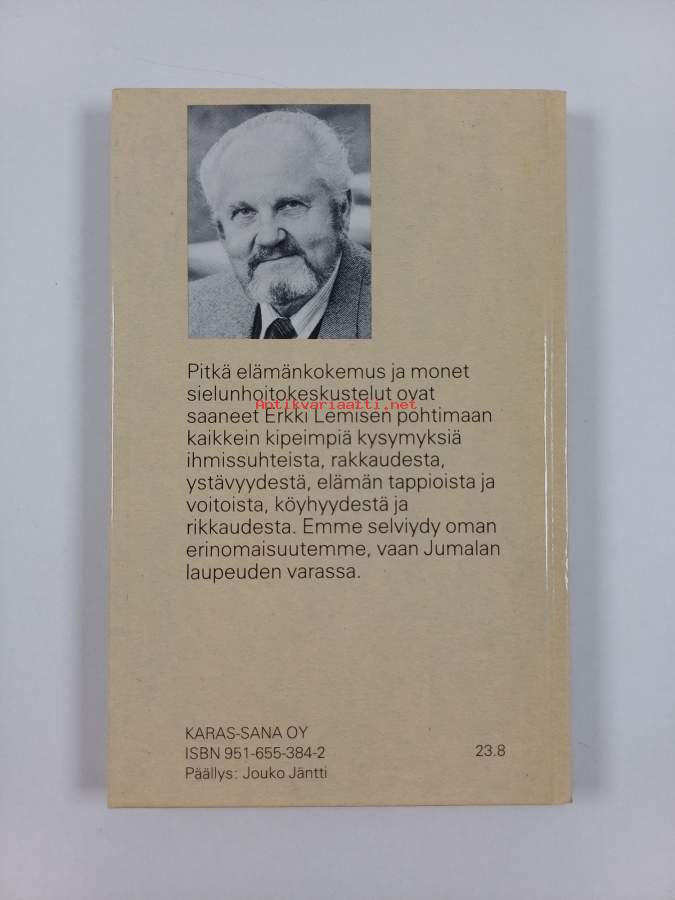 Pitkä elämänkokemus ja monet
sielunhoitokeskustelut ovat
Antikvariaatti.net
saaneet Erkki Lemisen pohtimaan
kaikkein kipeimpiä kysymyksiä
ihmissuhteista, rakkaudesta,
ystävyydestä, elämän tappioista ja
voitoista, köyhyydestä ja
rikkaudesta. Emme selviydy oman
erinomaisuutemme, vaan Jumalan
laupeuden varassa.
KARAS-SANA OY
ISBN 951-655-384-2 23.8
Päällys: Jouko Jäntti